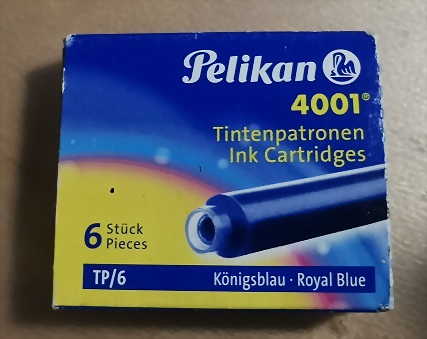 Pelikan
4001®
Tintenpatronen
Ink Cartridges
6 Stück
Pieces
TP/6 Königsblau · Royal Blue